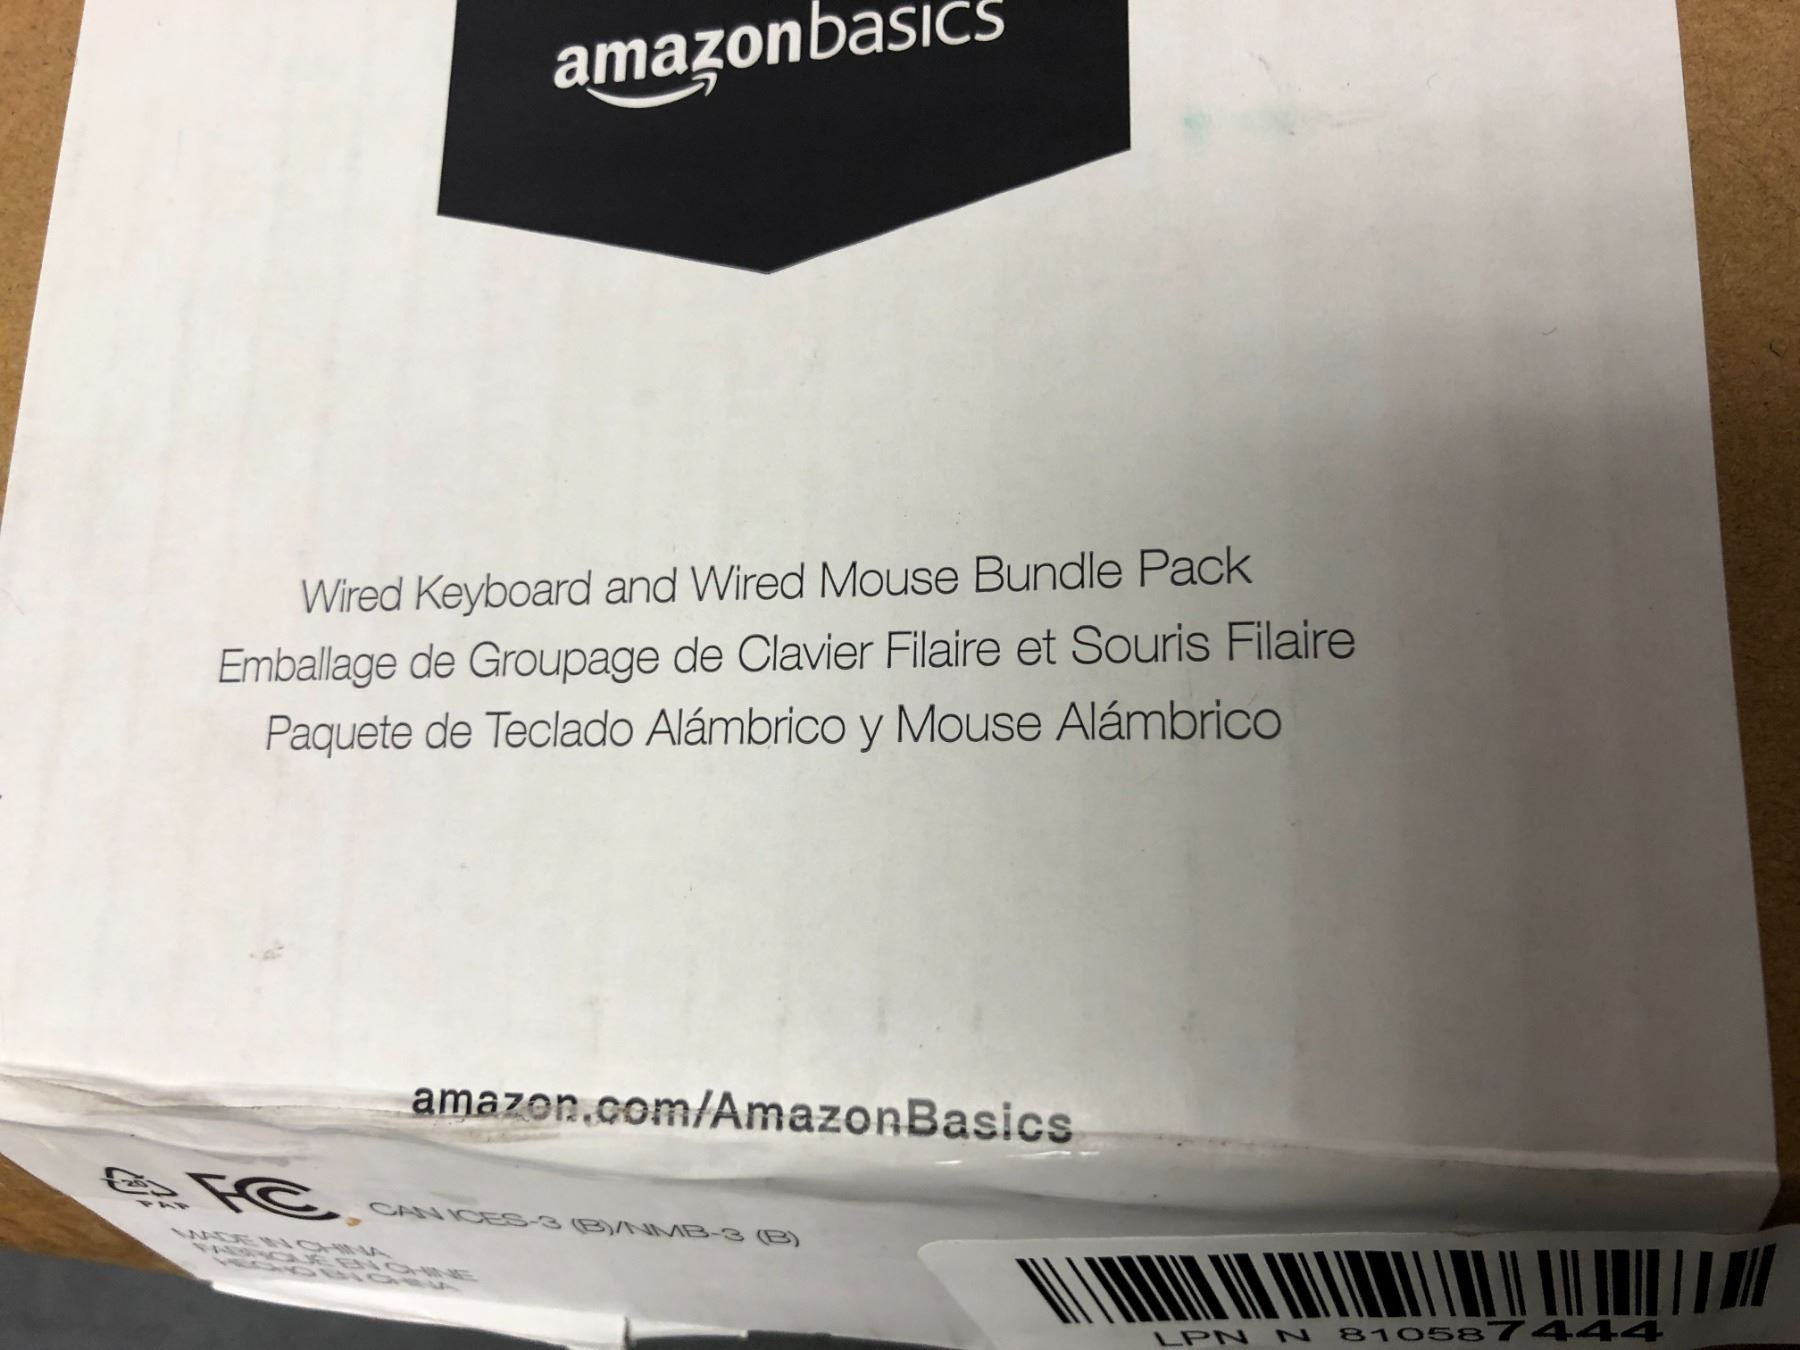 amazonbasics
Wired Keyboard and Wired Mouse Bundle Pack
Emballage de Groupage de Clavier Filaire et Souris Filaire
Paquete de Teclado Alámbrico y Mouse Alámbrico
amazon.com/AmazonBasics
20
PAP
FC
CAN ICES-3 (B)/NMB-3 (B)
MADE IN CHINA
FABRIQUÉ EN CHINE
HECHO EN CHINA
LPN N 810587444